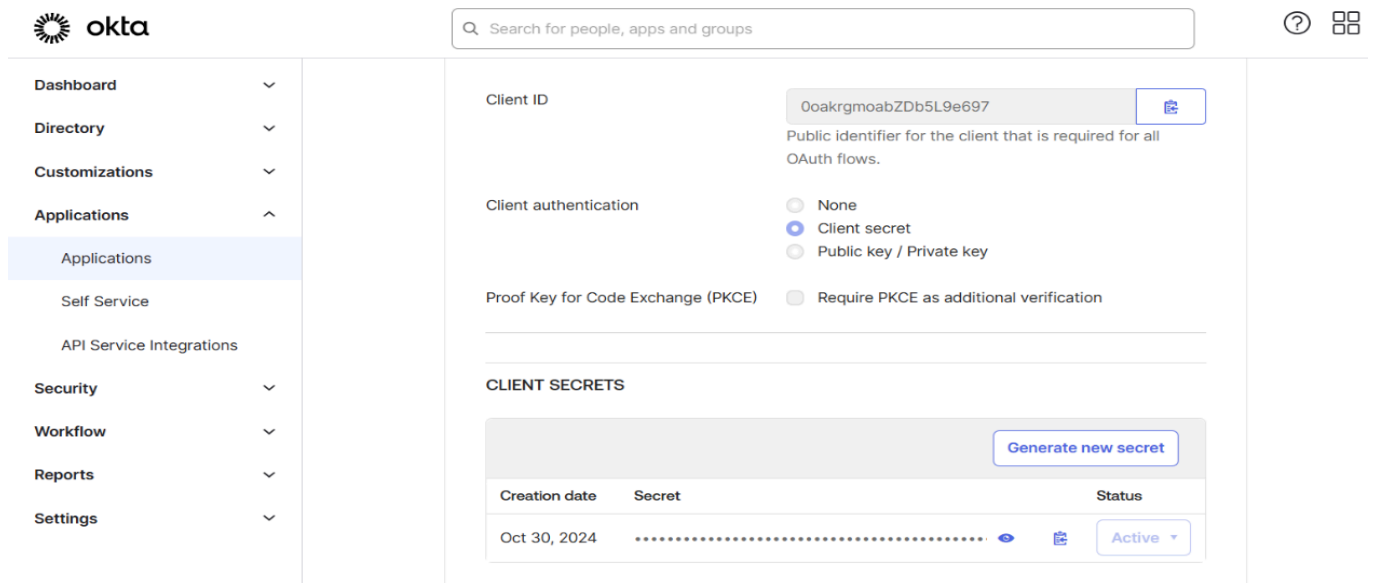 okta
Search for people, apps and groups
Dashboard
Directory
Customizations
Applications
Applications
Self Service
API Service Integrations
Security
Workflow
Reports
Settings
Client ID
0oakrgmoabZDb5L9e697
Public identifier for the client that is required for all
OAuth flows.
Client authentication
None
Client secret
Public key / Private key
Proof Key for Code Exchange (PKCE)
Require PKCE as additional verification
CLIENT SECRETS
Generate new secret
Creation date Secret Status
Oct 30, 2024 Active